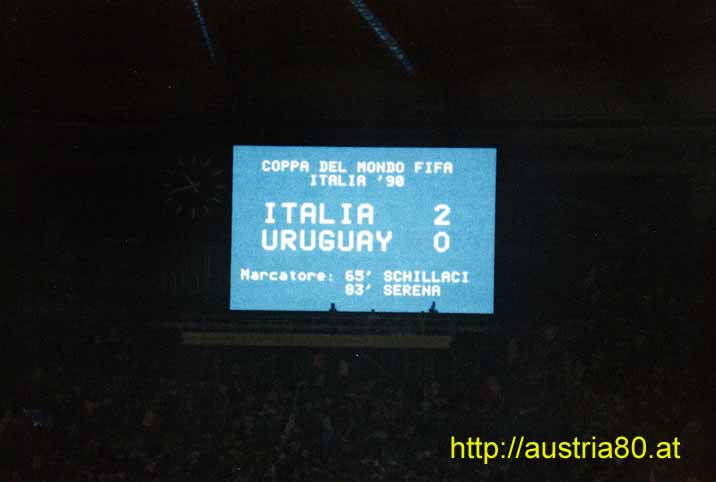 COPPA DEL MONDO FIFA
ITALIA '90
ITALIA 2
URUGUAY 0
Marcatore: 65' SCHILLACI
83' SERENA
http://austria80.at